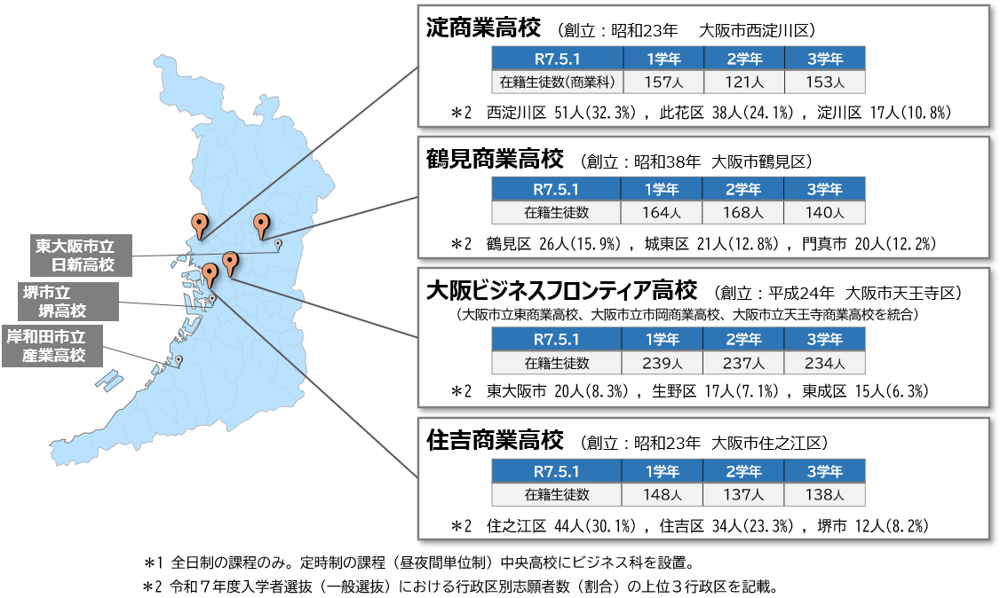 淀商業高校 （創立：昭和23年　大阪市西淀川区）
R7.5.1 1学年 2学年 3学年
在籍生徒数(商業科) 157人 121人 153人
＊2 西淀川区 51人(32.3%) ，此花区 38人(24.1%) ，淀川区 17人(10.8%)
鶴見商業高校 （創立：昭和38年 大阪市鶴見区）
R7.5.1 1学年 2学年 3学年
在籍生徒数 164人 168人 140人
＊2 鶴見区 26人(15.9%) ，城東区 21人(12.8%) ，門真市 20人(12.2%)
東大阪市立
日新高校
堺市立
堺高校
岸和田市立
産業高校
大阪ビジネスフロンティア高校 （創立：平成24年 大阪市天王寺区）
（大阪市立東商業高校、大阪市立市岡商業高校、大阪市立天王寺商業高校を統合）
R7.5.1 1学年 2学年 3学年
在籍生徒数 239人 237人 234人
＊2 東大阪市 20人(8.3%) ，生野区 17人(7.1%) ，東成区 15人(6.3%)
住吉商業高校 （創立：昭和23年 大阪市住之江区）
R7.5.1 1学年 2学年 3学年
在籍生徒数 148人 137人 138人
＊2 住之江区 44人(30.1%) ，住吉区 34人(23.3%) ，堺市 12人(8.2%)
＊1 全日制の課程のみ。定時制の課程（昼夜間単位制）中央高校にビジネス科を設置。
＊2 令和７年度入学者選抜（一般選抜）における行政区別志願者数（割合）の上位３行政区を記載。